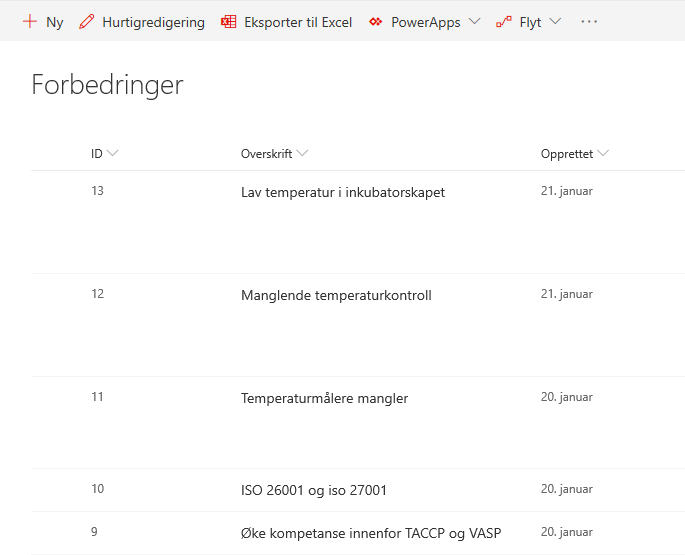 Ny Hurtigredigering Eksporter til Excel PowerApps Flyt ...
Forbedringer
ID Overskrift Opprettet
13 Lav temperatur i inkubatorskapet 21. januar
12 Manglende temperaturkontroll 21. januar
11 Temperaturmålere mangler 20. januar
10 ISO 26001 og iso 27001 20. januar
9 Øke kompetanse innenfor TACCP og VASP 20. januar